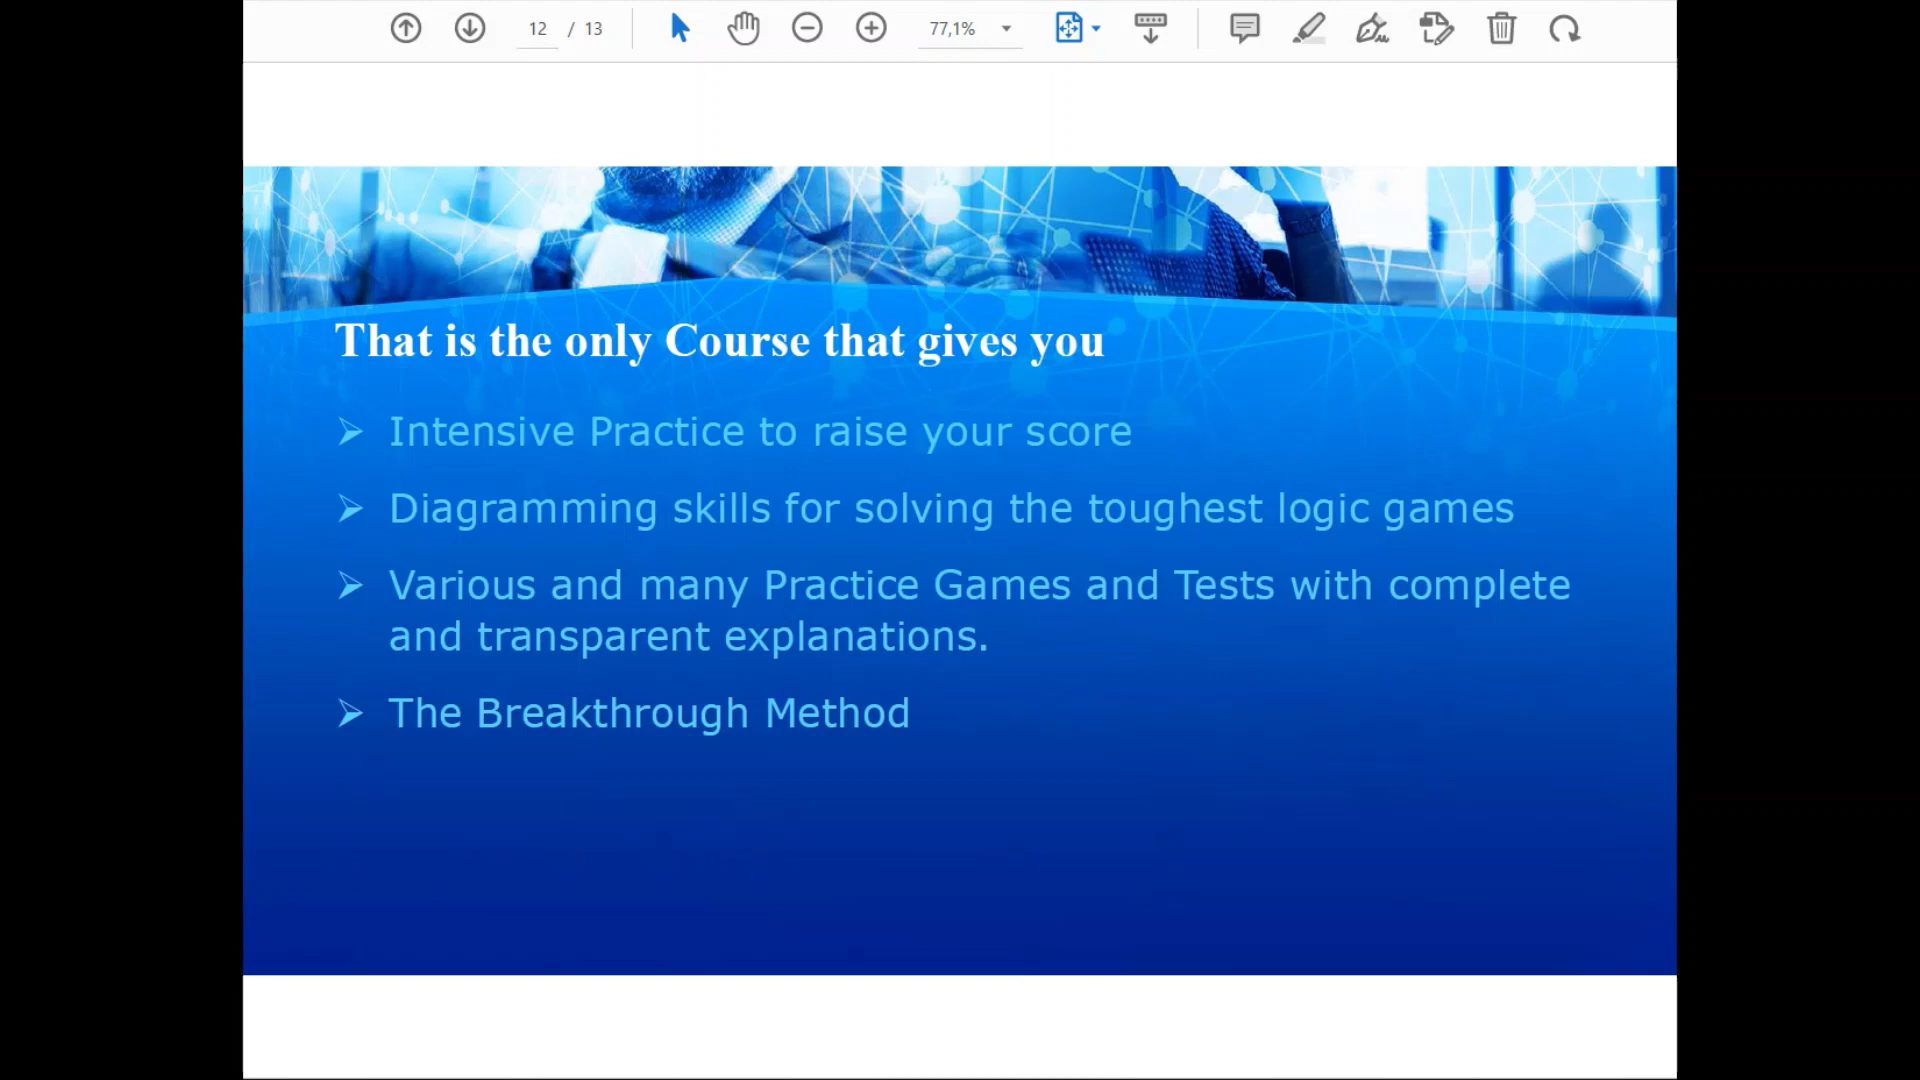 12 / 13 77,1%
That is the only Course that gives you
Intensive Practice to raise your score
Diagramming skills for solving the toughest logic games
Various and many Practice Games and Tests with complete
and transparent explanations.
The Breakthrough Method